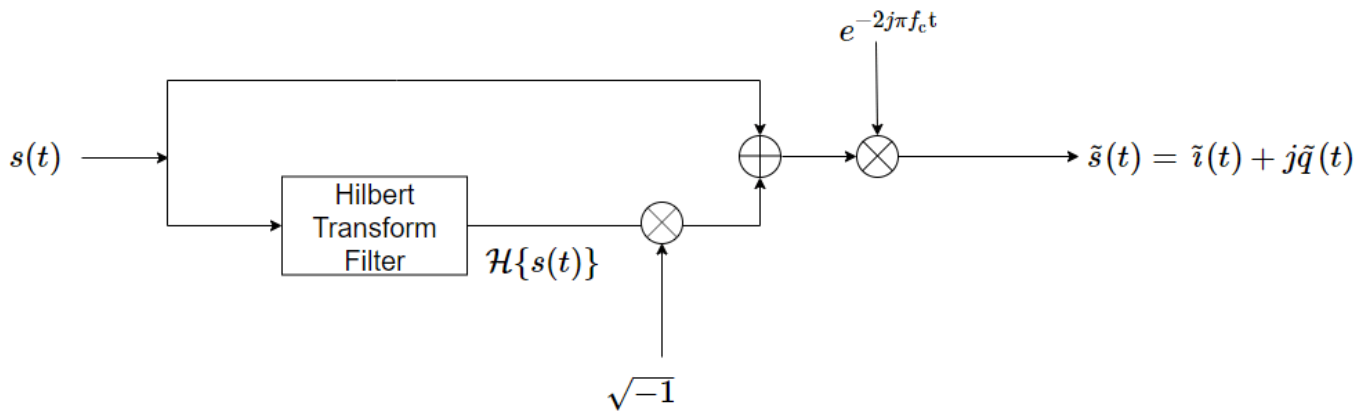 e^{-2jπf_c t}
s(t)
s̃(t) = ĩ(t) + jq̃(t)
Hilbert
Transform
Filter
ℋ{s(t)}
√−1